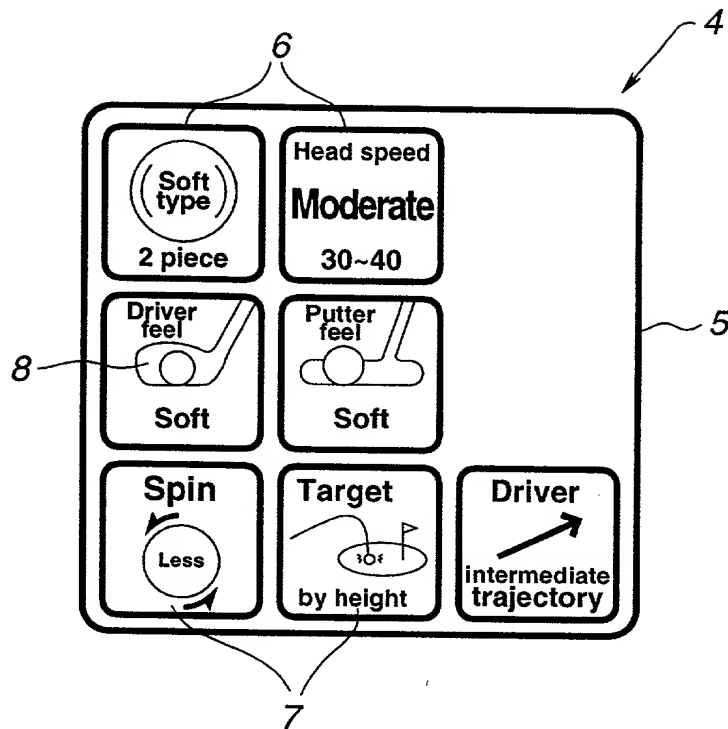 4
6
Soft
type
2 piece
Head speed
Moderate
30~40
5
Driver
feel
8
Soft
Putter
feel
Soft
Spin
Less
Target
by height
Driver
intermediate
trajectory
7